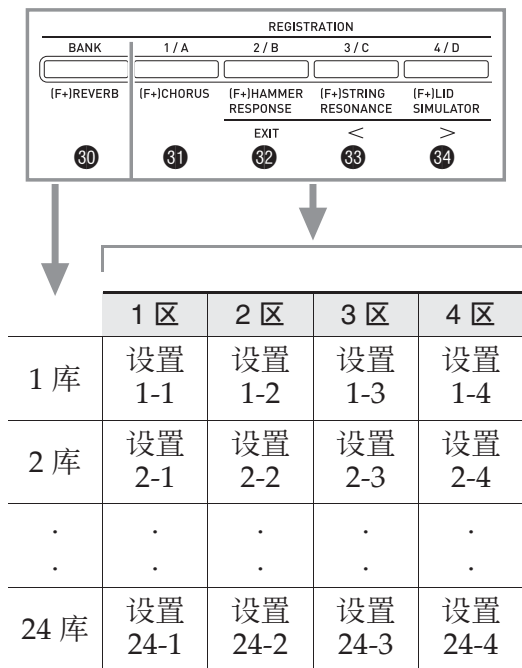 REGISTRATION
BANK 1 / A 2 / B 3 / C 4 / D
(F+)REVERB (F+)CHORUS (F+)HAMMER RESPONSE (F+)STRING RESONANCE (F+)LID SIMULATOR
EXIT < >
30 31 32 33 34
1 区 2 区 3 区 4 区
1 库 设置 1-1 设置 1-2 设置 1-3 设置 1-4
2 库 设置 2-1 设置 2-2 设置 2-3 设置 2-4
· · · · ·
· · · · ·
24 库 设置 24-1 设置 24-2 设置 24-3 设置 24-4